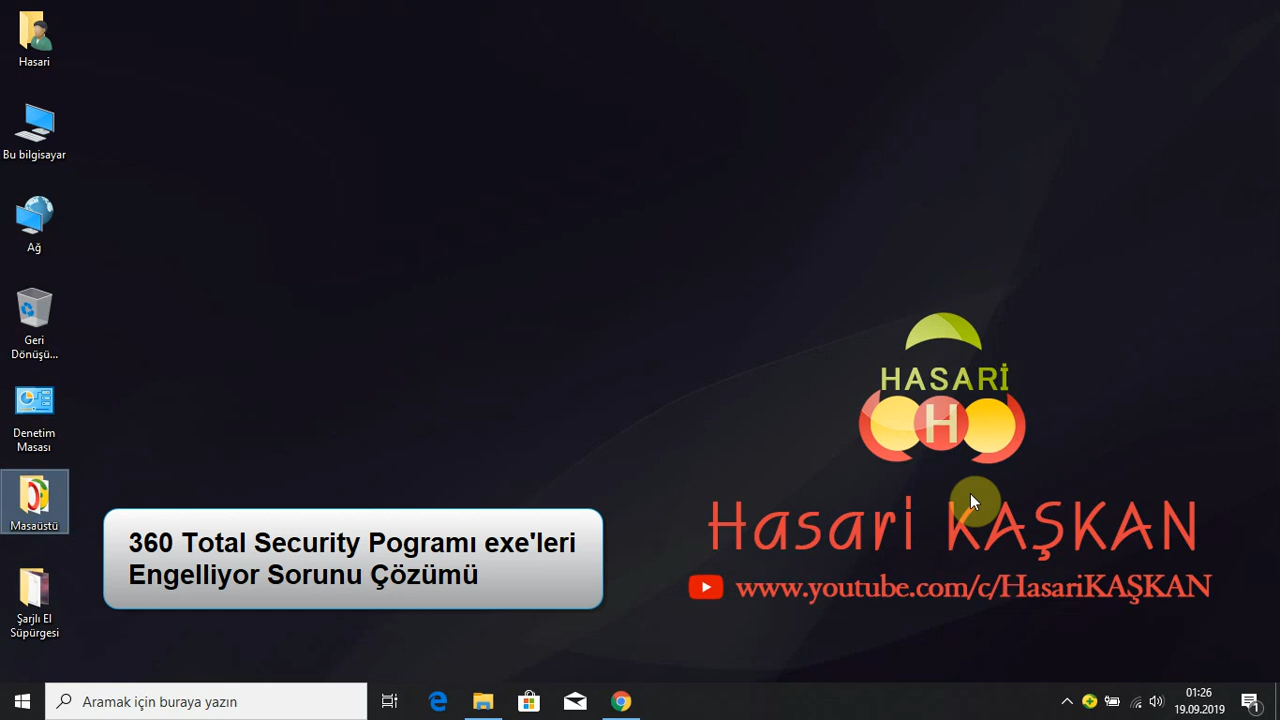 Hasari
Bu bilgisayar
Ağ
Geri
Dönüşü...
Denetim
Masası
Masaüstü
Şarjlı El
Süpürgesi
360 Total Security Pogramı exe'leri
Engelliyor Sorunu Çözümü
HASARİ
H
Hasari KAŞKAN
www.youtube.com/c/HasariKAŞKAN
Aramak için buraya yazın
01:26
19.09.2019
1